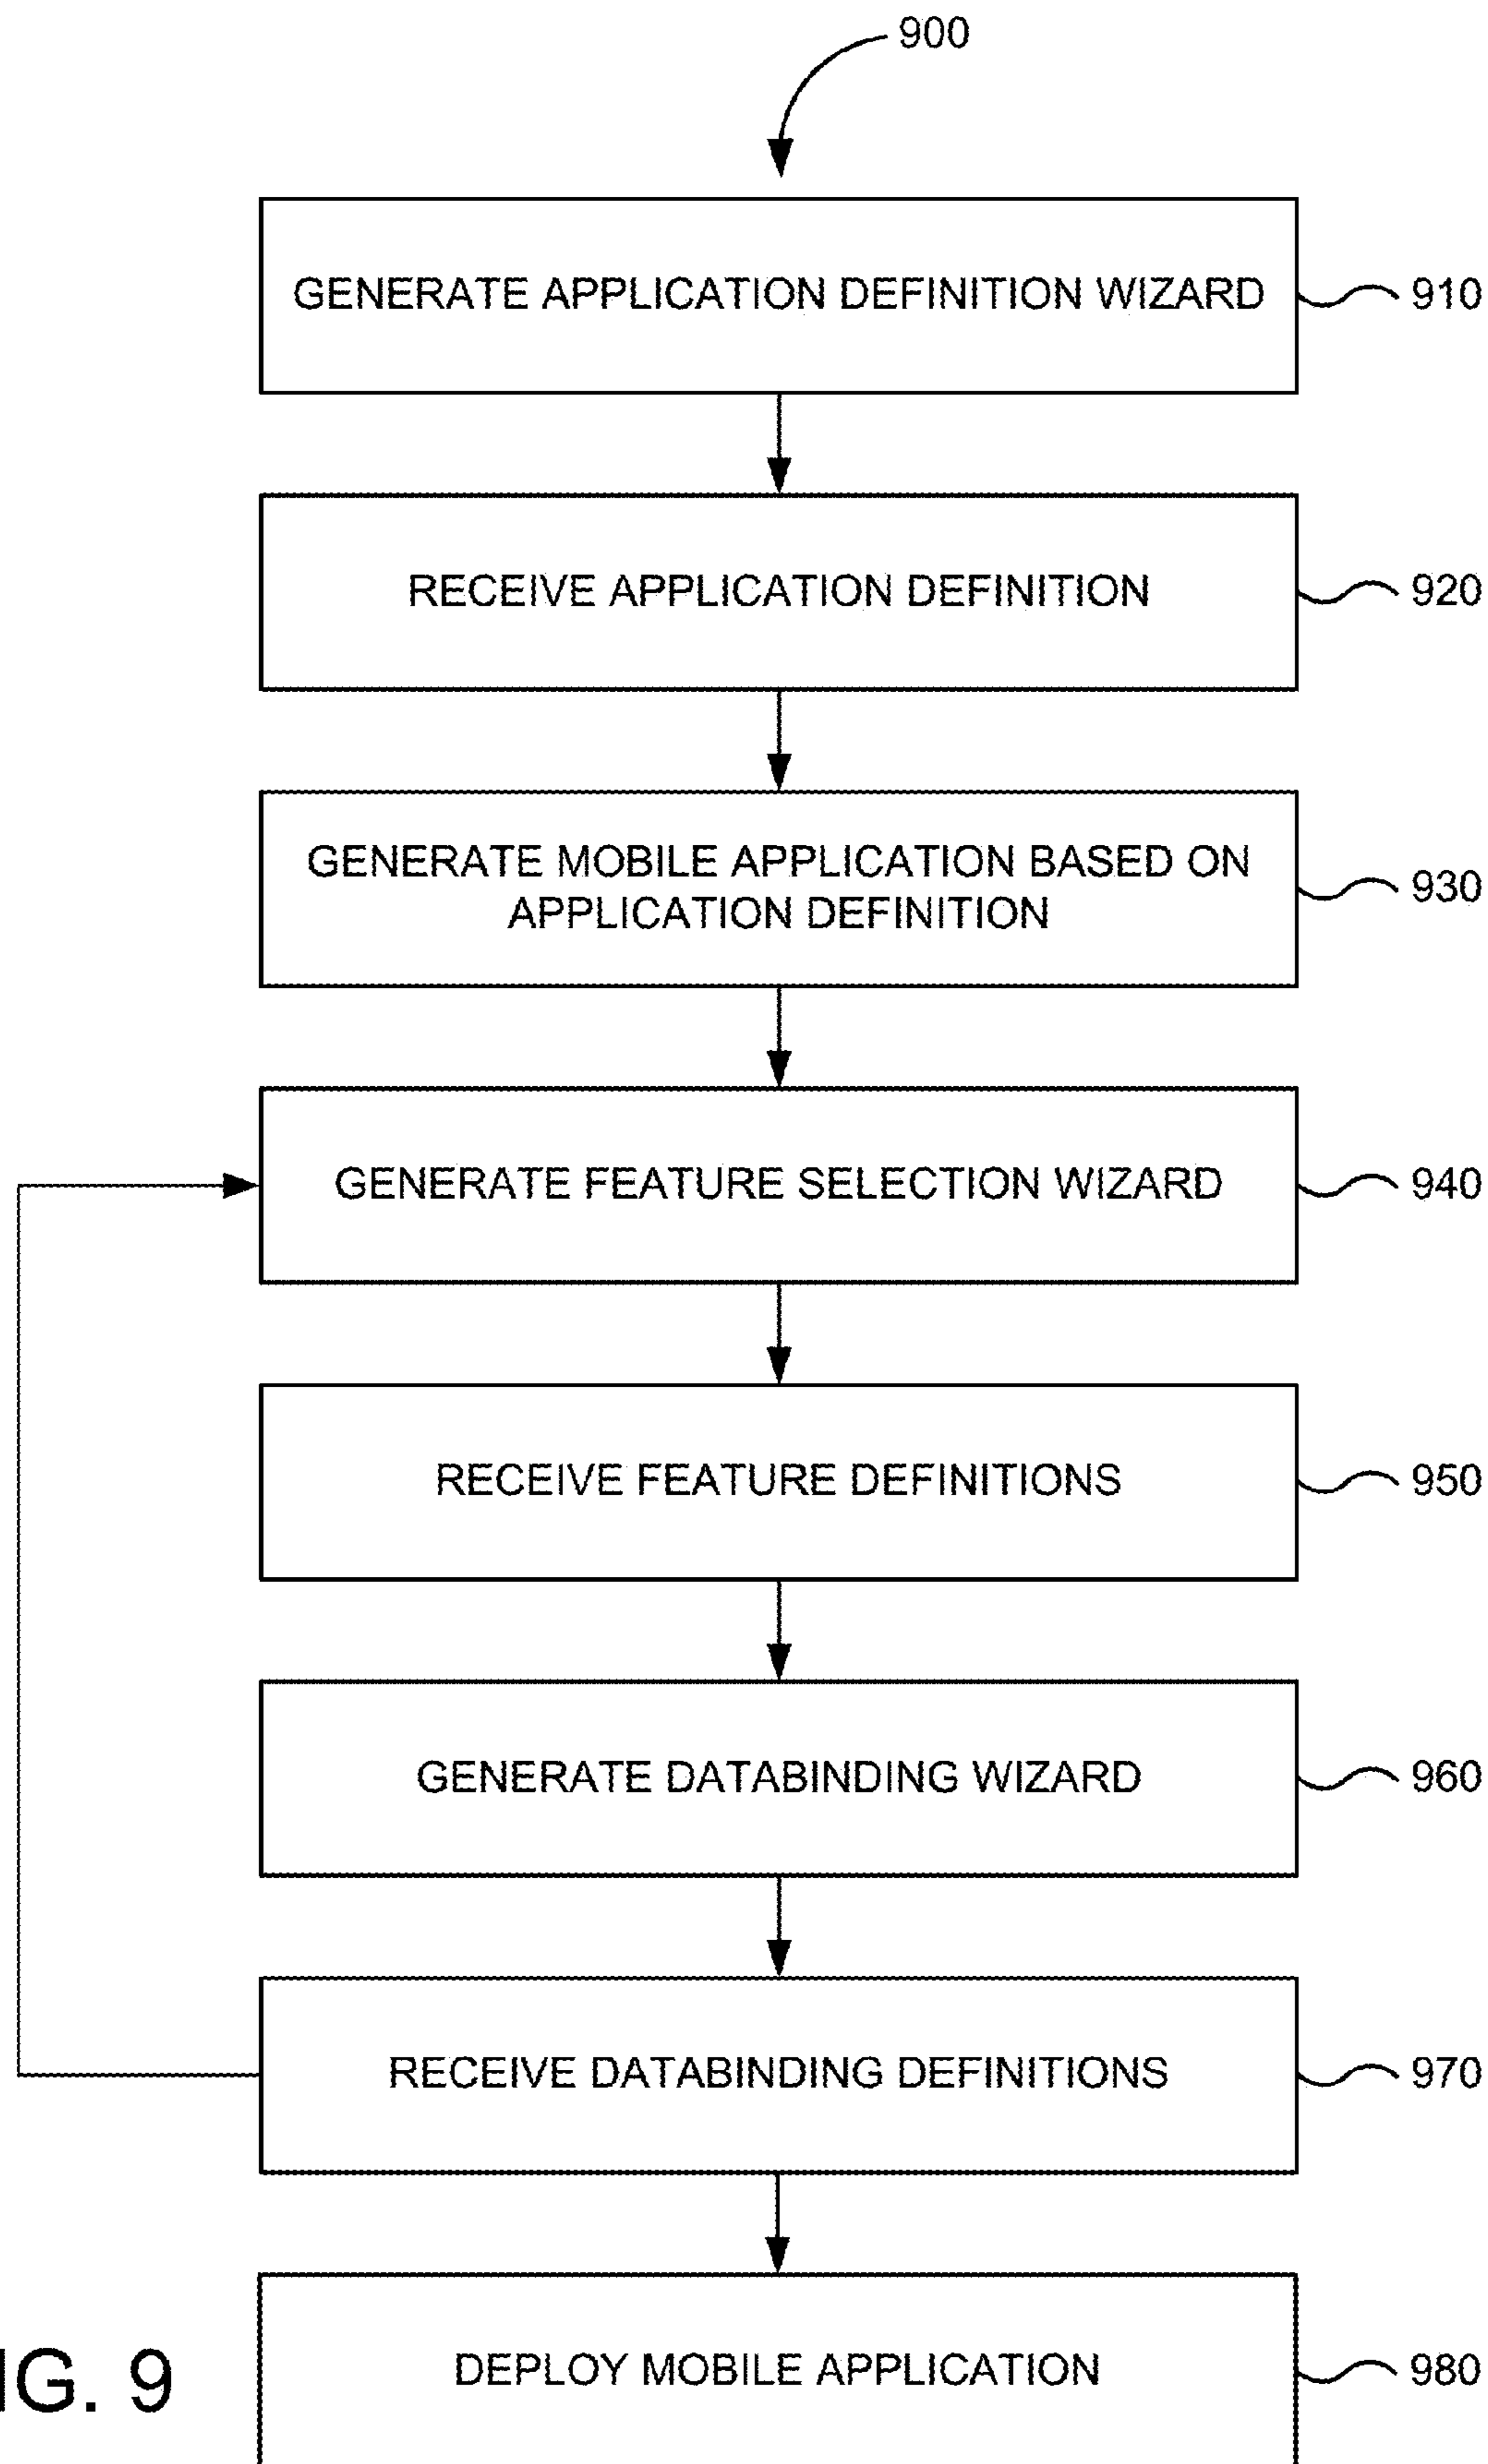 900
GENERATE APPLICATION DEFINITION WIZARD
910
RECEIVE APPLICATION DEFINITION
920
GENERATE MOBILE APPLICATION BASED ON
APPLICATION DEFINITION
930
GENERATE FEATURE SELECTION WIZARD
940
RECEIVE FEATURE DEFINITIONS
950
GENERATE DATABINDING WIZARD
960
RECEIVE DATABINDING DEFINITIONS
970
DEPLOY MOBILE APPLICATION
980
IG. 9